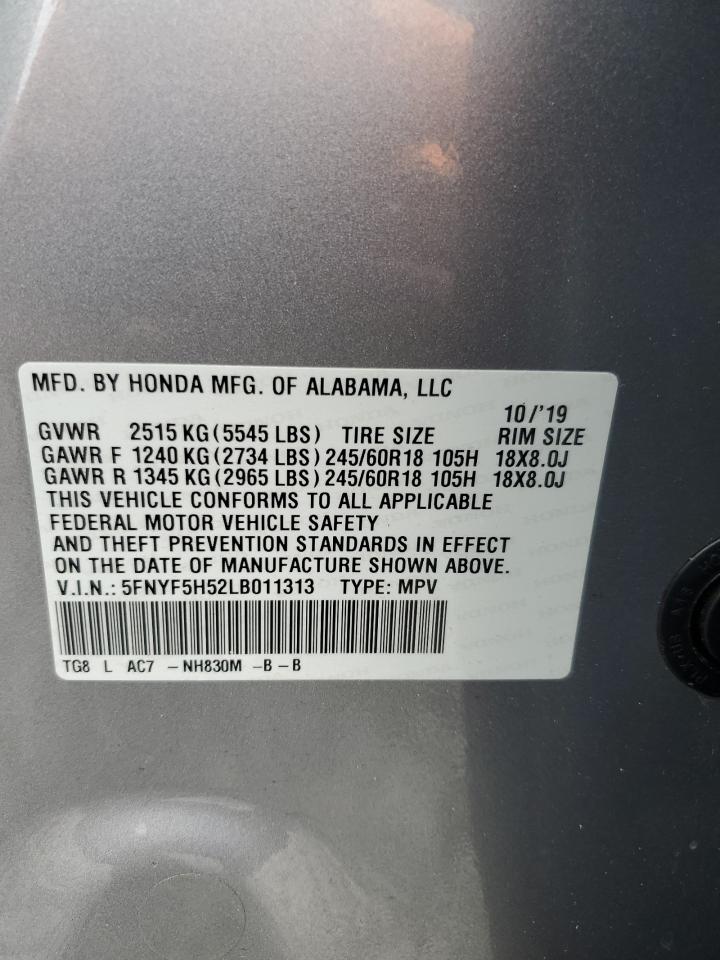 MFD. BY HONDA MFG. OF ALABAMA, LLC
10/'19
GVWR 2515 KG (5545 LBS) TIRE SIZE RIM SIZE
GAWR F 1240 KG (2734 LBS) 245/60R18 105H 18X8.0J
GAWR R 1345 KG (2965 LBS) 245/60R18 105H 18X8.0J
THIS VEHICLE CONFORMS TO ALL APPLICABLE
FEDERAL MOTOR VEHICLE SAFETY
AND THEFT PREVENTION STANDARDS IN EFFECT
ON THE DATE OF MANUFACTURE SHOWN ABOVE.
V.I.N.: 5FNYF5H52LB011313 TYPE: MPV
TG8 L AC7 -NH830M -B-B